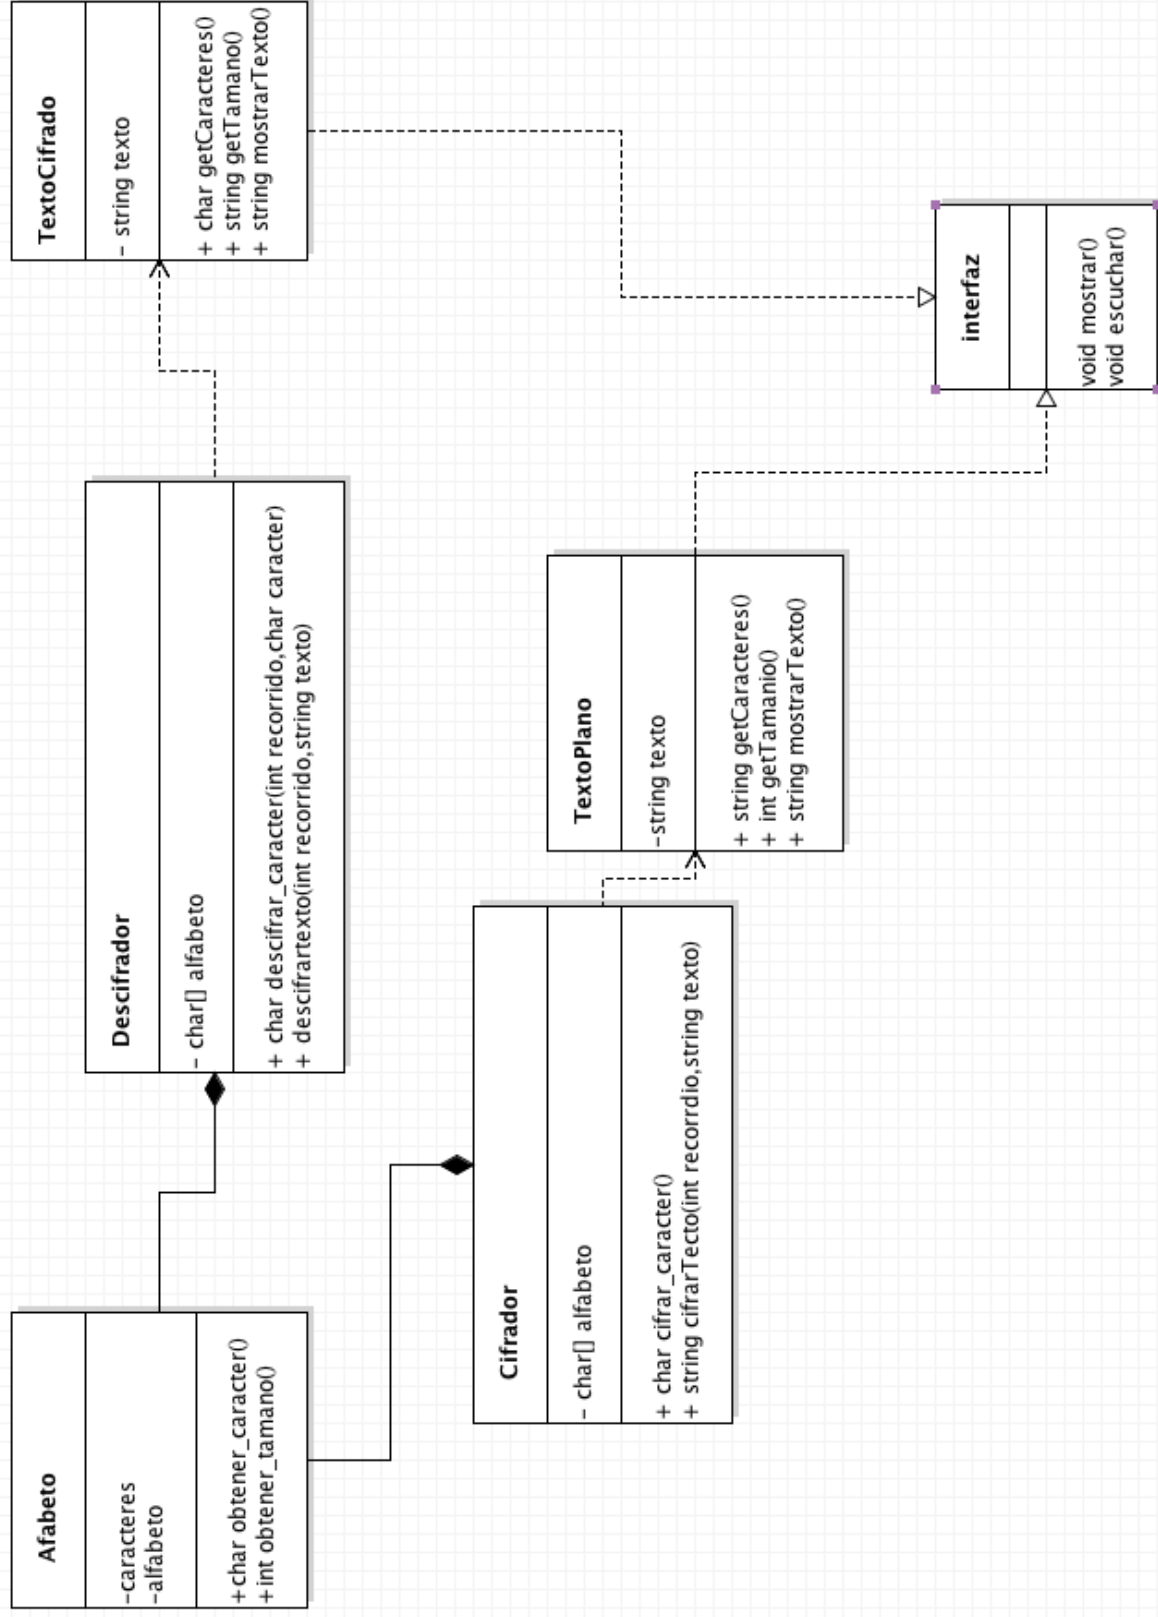 Afabeto
-caracteres
-alfabeto
+char obtener_caracter()
+int obtener_tamano()
Descifrador
- char[] alfabeto
+ char descifrar_caracter(int recorrido,char caracter)
+ descifrartexto(int recorrido,string texto)
TextoCifrado
- string texto
+ char getCaracteres()
+ string getTamano()
+ string mostrarTexto()
Cifrador
- char[] alfabeto
+ char cifrar_caracter()
+ string cifrarTecto(int recorrdio,string texto)
TextoPlano
-string texto
+ string getCaracteres()
+ int getTamanio()
+ string mostrarTexto()
interfaz
void mostrar()
void escuchar()